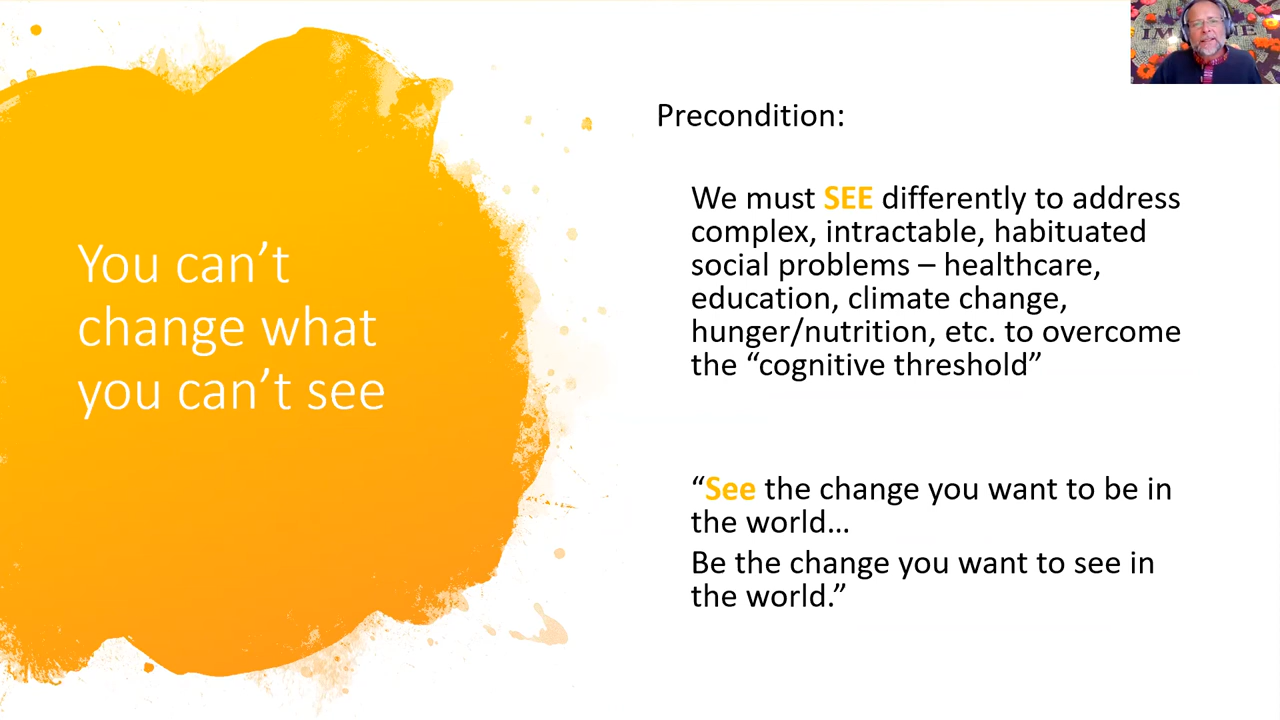 You can’t
change what
you can’t see
Precondition:
We must SEE differently to address
complex, intractable, habituated
social problems – healthcare,
education, climate change,
hunger/nutrition, etc. to overcome
the “cognitive threshold”
“See the change you want to be in
the world...
Be the change you want to see in
the world.”